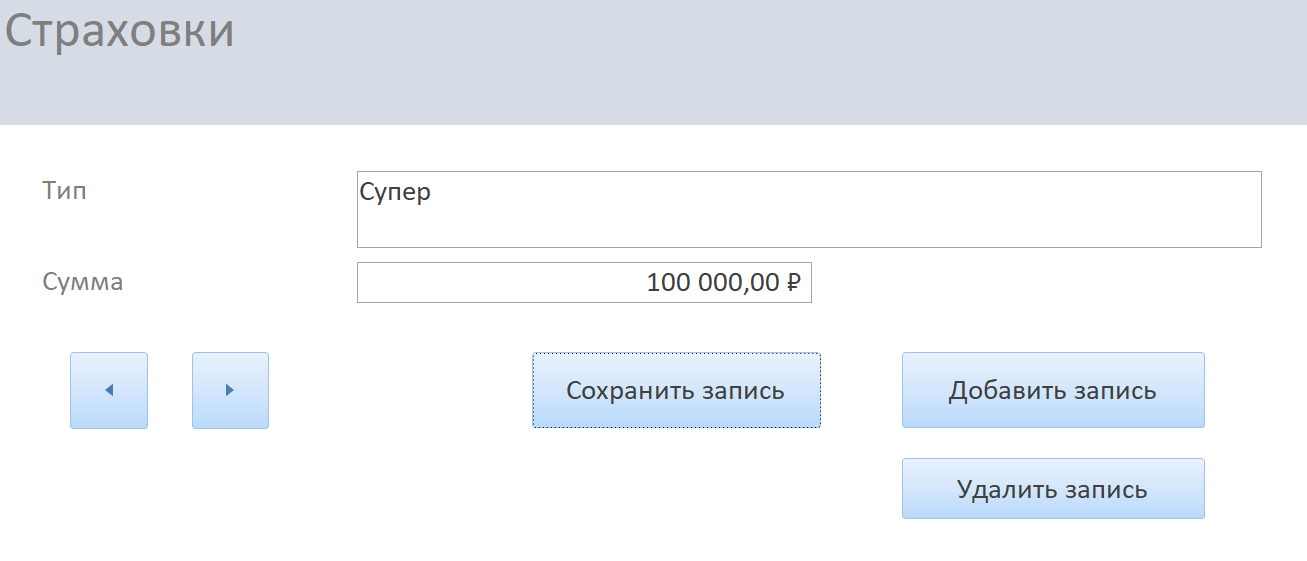 Страховки
Тип
Супер
Сумма
100 000,00 ₽
Сохранить запись
Добавить запись
Удалить запись